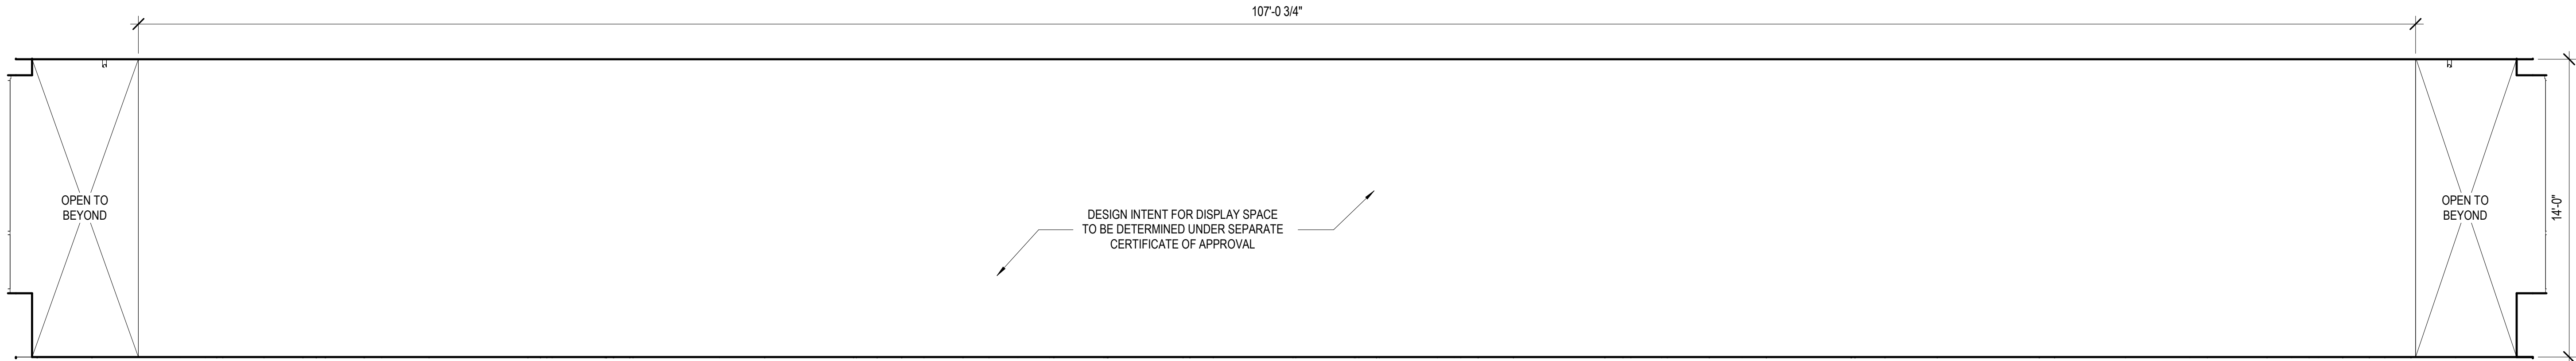 107'-0 3/4"
OPEN TO
BEYOND
DESIGN INTENT FOR DISPLAY SPACE
TO BE DETERMINED UNDER SEPARATE
CERTIFICATE OF APPROVAL
OPEN TO
BEYOND
14'-0"